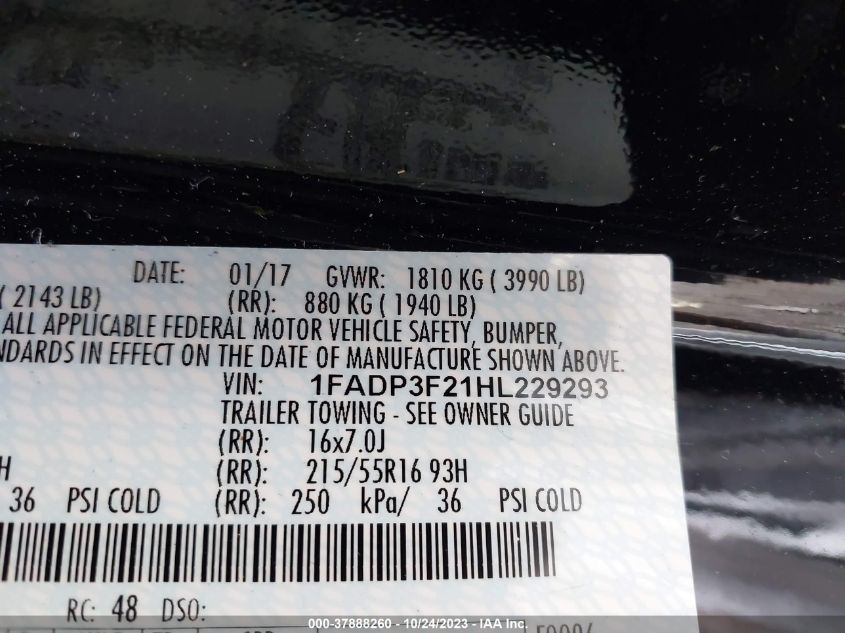 DATE: 01/17 GVWR: 1810 KG ( 3990 LB)
( 2143 LB) (RR): 880 KG ( 1940 LB)
ALL APPLICABLE FEDERAL MOTOR VEHICLE SAFETY, BUMPER,
NDARDS IN EFFECT ON THE DATE OF MANUFACTURE SHOWN ABOVE.
VIN: 1FADP3F21HL229293
TRAILER TOWING - SEE OWNER GUIDE
(RR): 16x7.0J
H (RR): 215/55R16 93H
36 PSI COLD (RR): 250 kPa/ 36 PSI COLD
RC: 48 DSO:
000-37888260 - 10/24/2023 - IAA Inc.